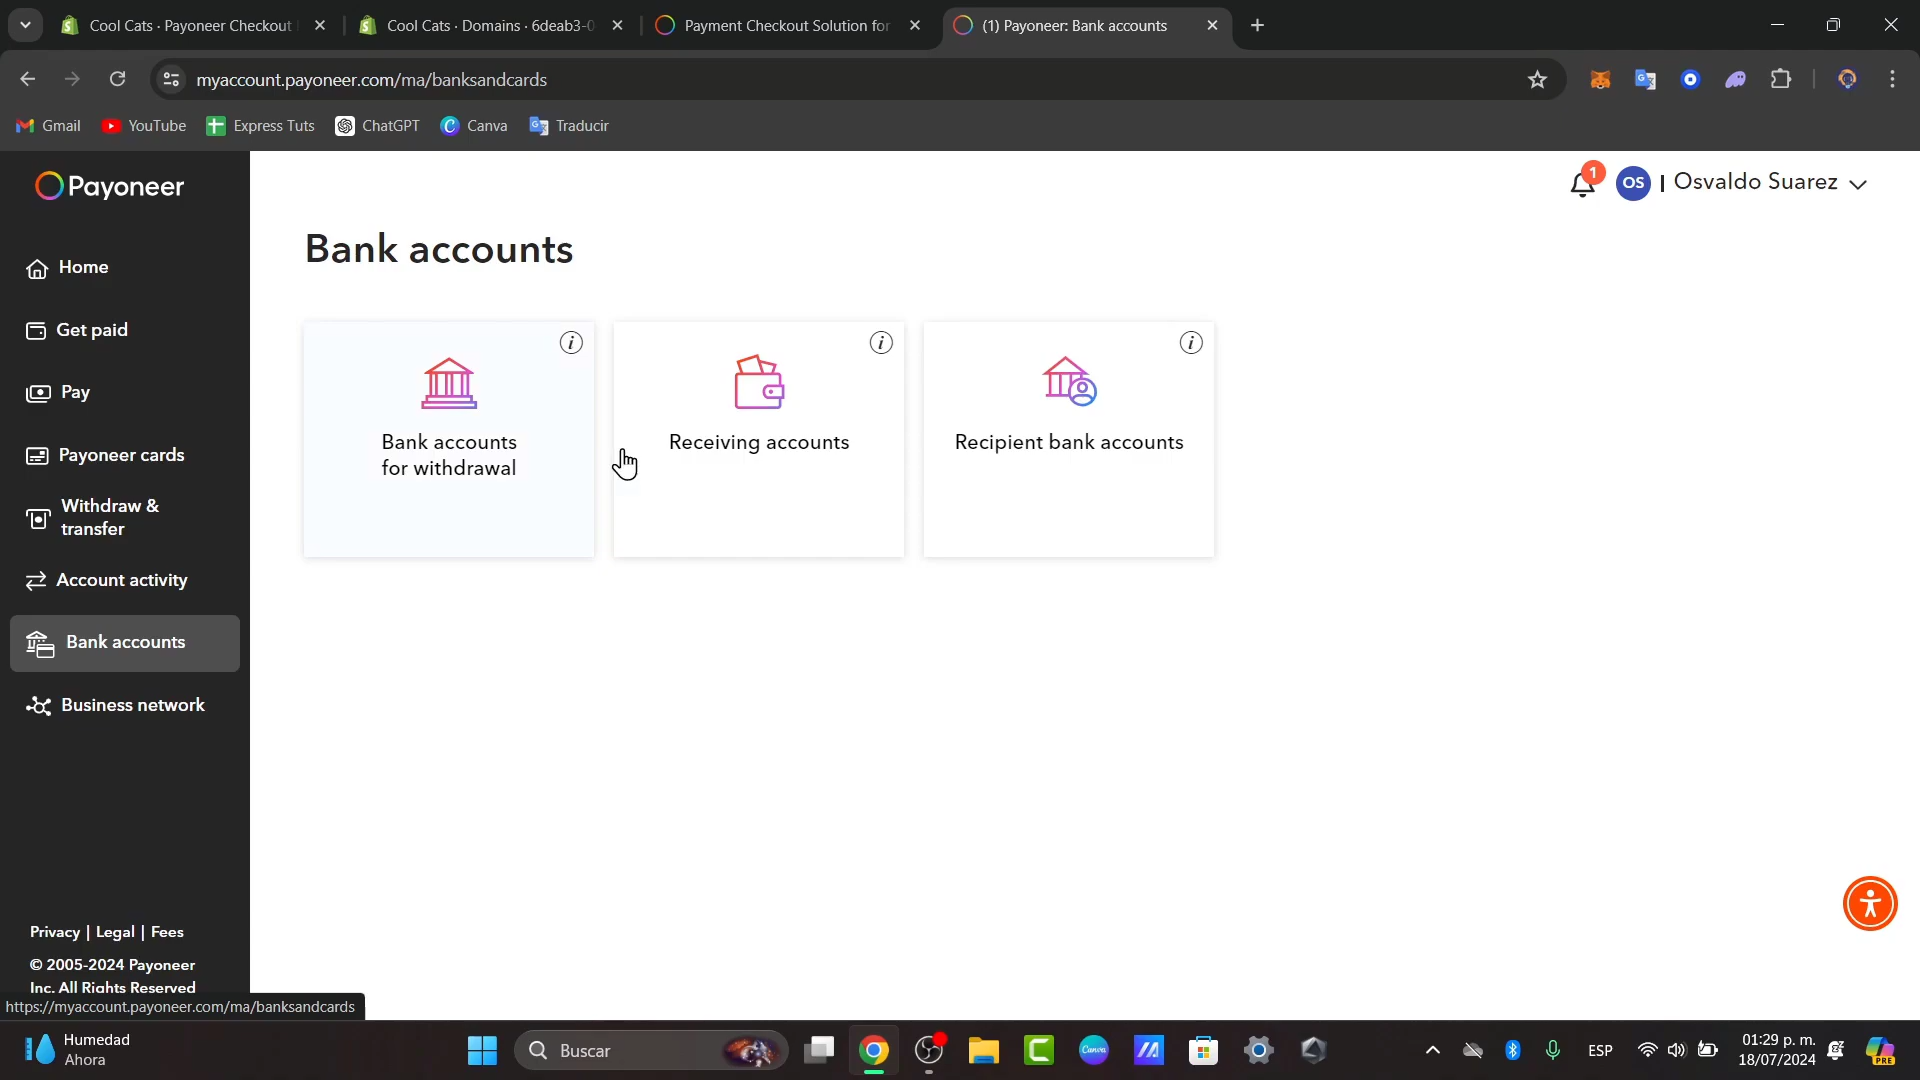 Cool Cats · Payoneer Checkout
Cool Cats · Domains · 6deab3-0
Payment Checkout Solution for
(1) Payoneer: Bank accounts
myaccount.payoneer.com/ma/banksandcards
Gmail
YouTube
Express Tuts
ChatGPT
Canva
Traducir
Payoneer
1
OS
Osvaldo Suarez
Home
Get paid
Pay
Payoneer cards
Withdraw &
transfer
Account activity
Bank accounts
Business network
Bank accounts
i
Bank accounts
for withdrawal
i
Receiving accounts
i
Recipient bank accounts
Privacy | Legal | Fees
© 2005-2024 Payoneer
Inc. All Rights Reserved
https://myaccount.payoneer.com/ma/banksandcards
Humedad
Ahora
Buscar
Canva
ESP
01:29 p. m.
18/07/2024
PRE